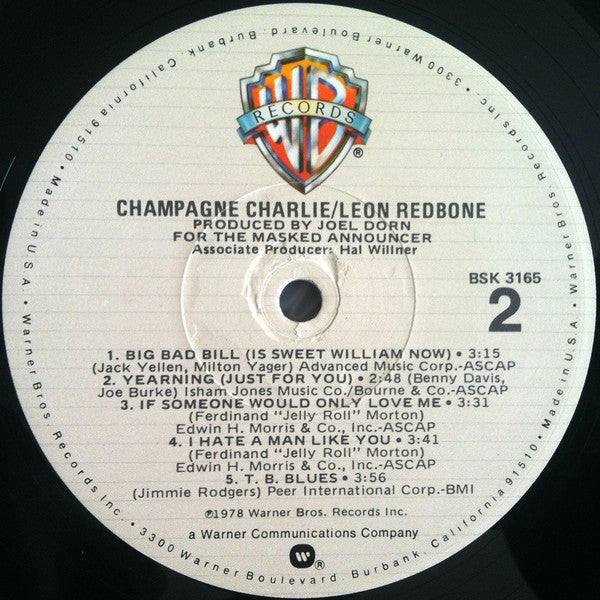 WB
RECORDS
®
CHAMPAGNE CHARLIE/LEON REDBONE
PRODUCED BY JOEL DORN
FOR THE MASKED ANNOUNCER
Associate Producer: Hal Willner
BSK 3165
2
1. BIG BAD BILL (IS SWEET WILLIAM NOW) • 3:15
(Jack Yellen, Milton Yager) Advanced Music Corp.-ASCAP
2. YEARNING (JUST FOR YOU) • 2:48 (Benny Davis,
Joe Burke) Isham Jones Music Co./Bourne & Co.-ASCAP
3. IF SOMEONE WOULD ONLY LOVE ME • 3:31
(Ferdinand "Jelly Roll" Morton)
Edwin H. Morris & Co., Inc.-ASCAP
4. I HATE A MAN LIKE YOU • 3:41
(Ferdinand "Jelly Roll" Morton)
Edwin H. Morris & Co., Inc.-ASCAP
5. T. B. BLUES • 3:56
(Jimmie Rodgers) Peer International Corp.-BMI
℗1978 Warner Bros. Records Inc.
a Warner Communications Company
W ®
Warner Bros. Records Inc. • 3300 Warner Boulevard. Burbank, California 91510 • Made in U.S.A. • Warner Bros. Records Inc. • 3300 Warner Boulevard. Burbank, California 91510 • Made in U.S.A. •